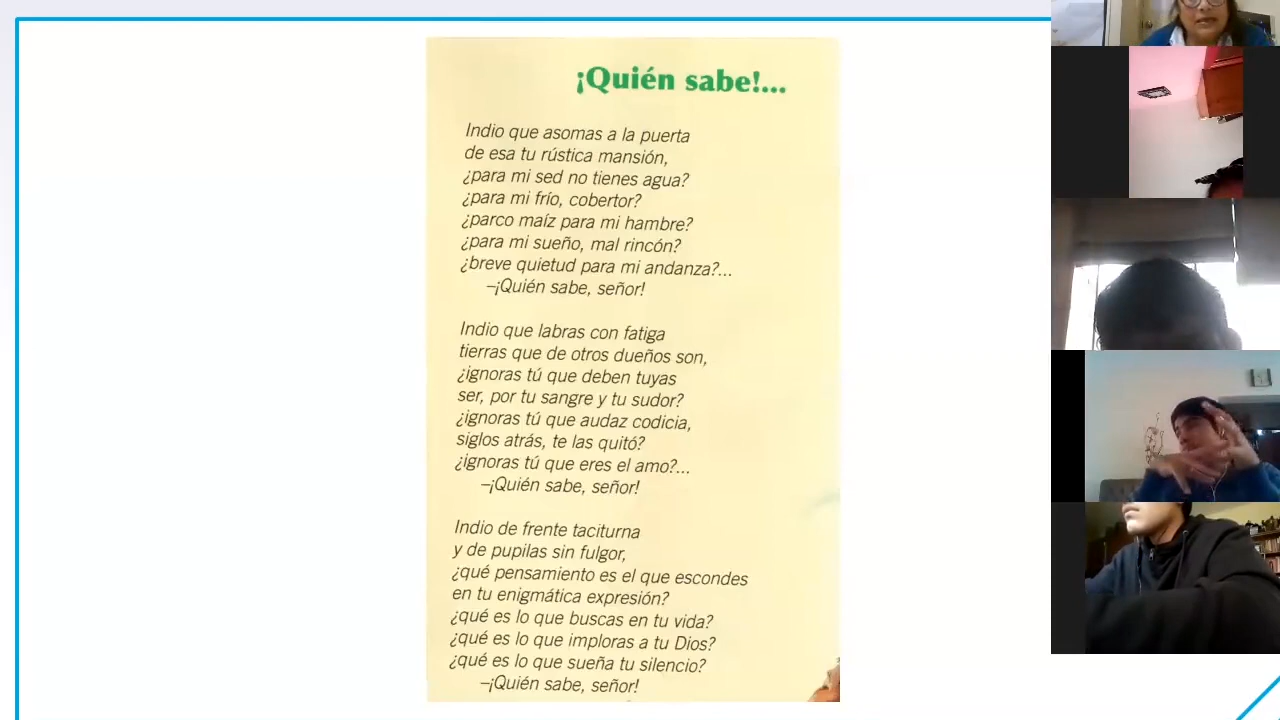 ¡Quién sabe!...
Indio que asomas a la puerta
de esa tu rústica mansión,
¿para mi sed no tienes agua?
¿para mi frío, cobertor?
¿parco maíz para mi hambre?
¿para mi sueño, mal rincón?
¿breve quietud para mi andanza?...
–¡Quién sabe, señor!
Indio que labras con fatiga
tierras que de otros dueños son,
¿ignoras tú que deben tuyas
ser, por tu sangre y tu sudor?
¿ignoras tú que audaz codicia,
siglos atrás, te las quitó?
¿ignoras tú que eres el amo?...
–¡Quién sabe, señor!
Indio de frente taciturna
y de pupilas sin fulgor,
¿qué pensamiento es el que escondes
en tu enigmática expresión?
¿qué es lo que buscas en tu vida?
¿qué es lo que imploras a tu Dios?
¿qué es lo que sueña tu silencio?
–¡Quién sabe, señor!